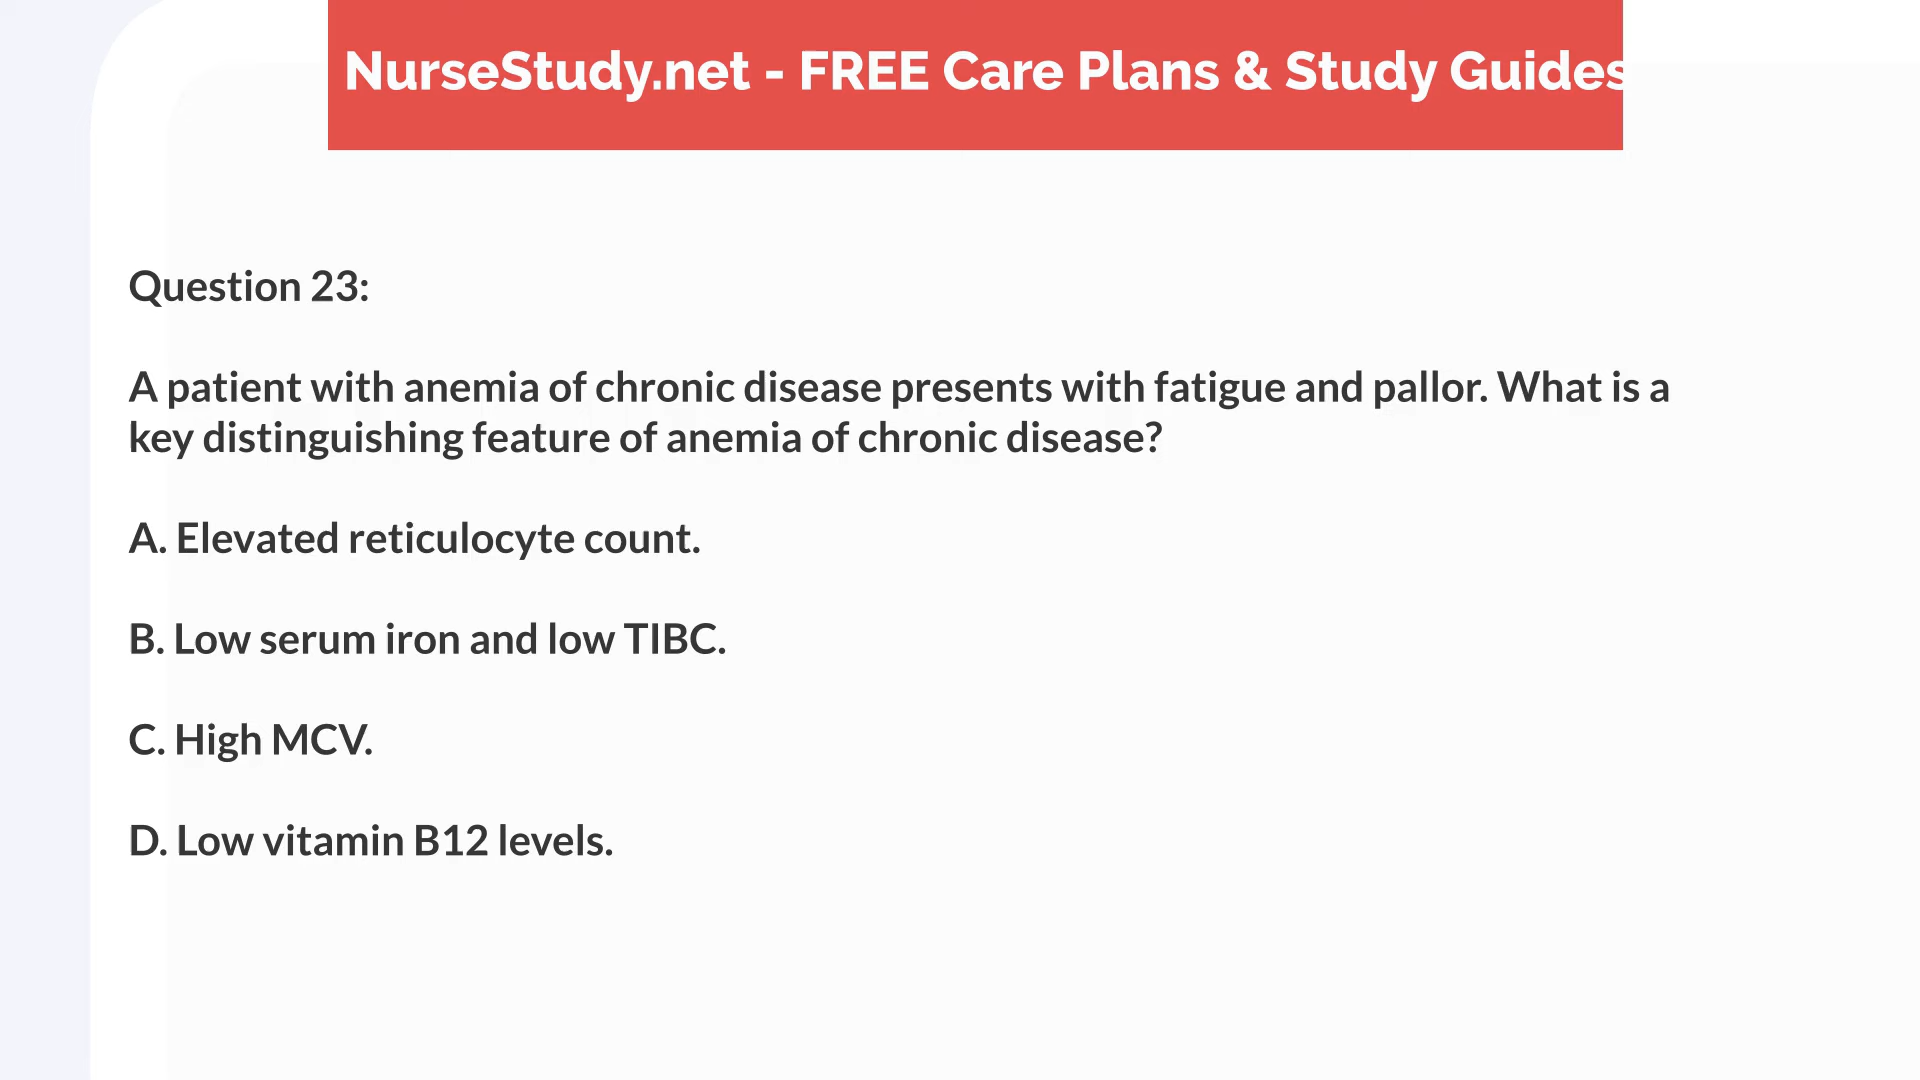 NurseStudy.net - FREE Care Plans & Study Guides
Question 23:
A patient with anemia of chronic disease presents with fatigue and pallor. What is a
key distinguishing feature of anemia of chronic disease?
A. Elevated reticulocyte count.
B. Low serum iron and low TIBC.
C. High MCV.
D. Low vitamin B12 levels.